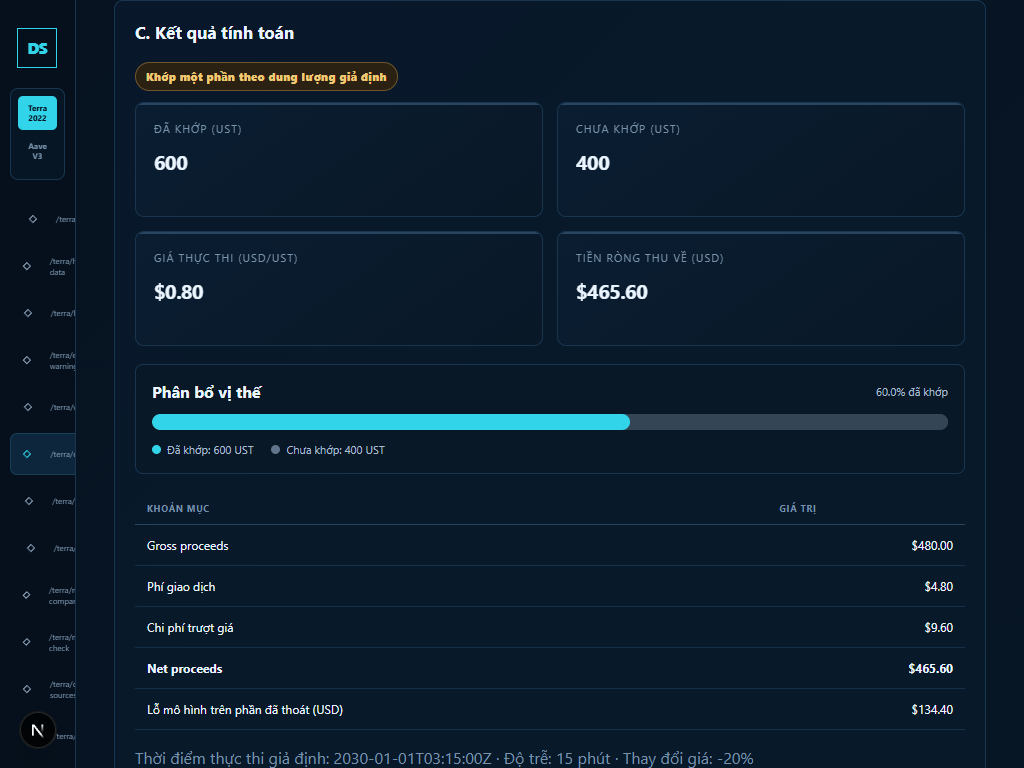 DS
Terra
2022
Aave
V3
/terra
/terra/
data
/terra/
/terra/
warning
/terra/
/terra/
/terra/
/terra/
/terra/
compar
/terra/
check
/terra/
sources
/terra/
N
C. Kết quả tính toán
Khớp một phần theo dung lượng giả định
ĐÃ KHỚP (UST)
600
CHƯA KHỚP (UST)
400
GIÁ THỰC THI (USD/UST)
$0.80
TIỀN RÒNG THU VỀ (USD)
$465.60
Phân bổ vị thế
60.0% đã khớp
Đã khớp: 600 UST
Chưa khớp: 400 UST
KHOẢN MỤC GIÁ TRỊ
Gross proceeds $480.00
Phí giao dịch $4.80
Chi phí trượt giá $9.60
Net proceeds $465.60
Lỗ mô hình trên phần đã thoát (USD) $134.40
Thời điểm thực thi giả định: 2030-01-01T03:15:00Z · Độ trễ: 15 phút · Thay đổi giá: -20%